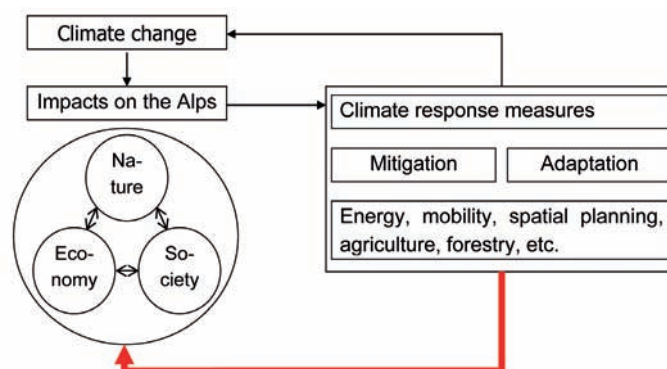 Climate change
Impacts on the Alps
Na-
ture
Eco-
nomy
So-
ciety
Climate response measures
Mitigation
Adaptation
Energy, mobility, spatial planning,
agriculture, forestry, etc.